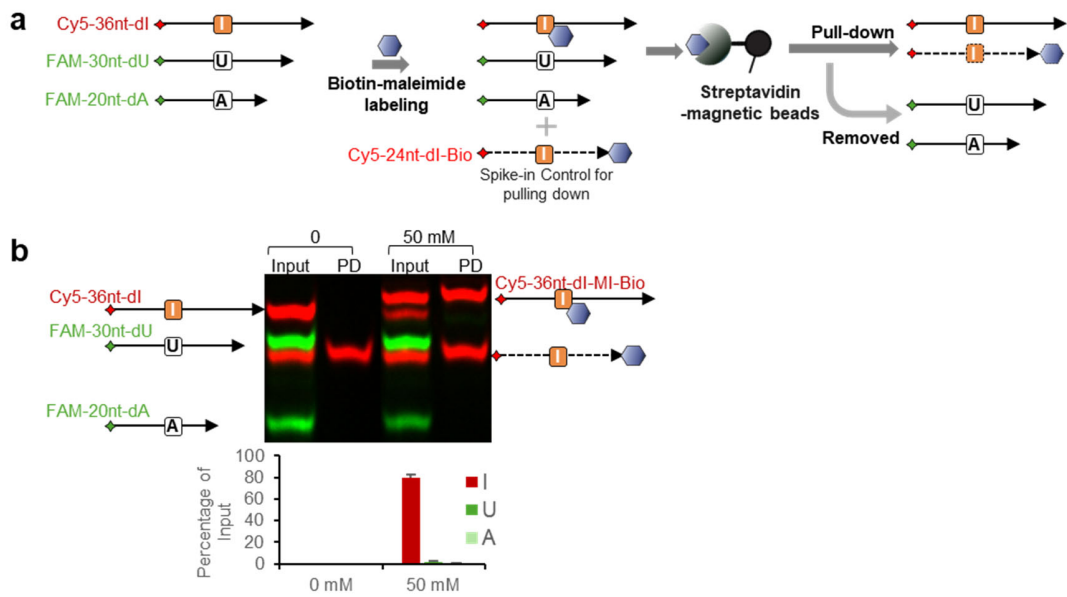 a
Cy5-36nt-dI
I
FAM-30nt-dU
U
FAM-20nt-dA
A
Biotin-maleimide
labeling
I
U
A
+
Cy5-24nt-dI-Bio
I
Spike-in Control for
pulling down
Streptavidin
-magnetic beads
Pull-down
Removed
I
I
U
A
b
0
50 mM
Input
PD
Input
PD
Cy5-36nt-dI
I
FAM-30nt-dU
U
FAM-20nt-dA
A
Cy5-36nt-dI-MI-Bio
I
I
Percentage of
Input
100
80
60
40
20
0
0 mM
50 mM
I
U
A